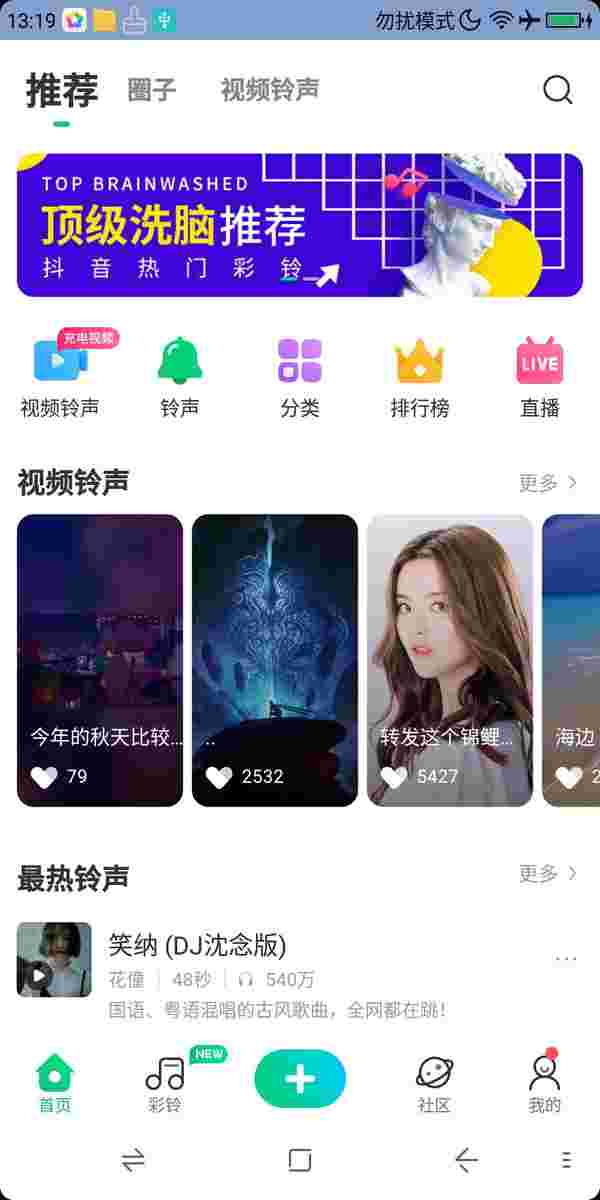 13:19 勿扰模式
推荐 圈子 视频铃声
TOP BRAINWASHED
顶级洗脑推荐
抖音热门彩铃
充电视频
LIVE
视频铃声 铃声 分类 排行榜 直播
视频铃声 更多
今年的秋天比较... .. 转发这个锦鲤... 海边
79 2532 5427 2
最热铃声 更多
笑纳 (DJ沈念版)
花僮 48秒 540万
国语、粤语混唱的古风歌曲，全网都在跳！
NEW
首页 彩铃 社区 我的